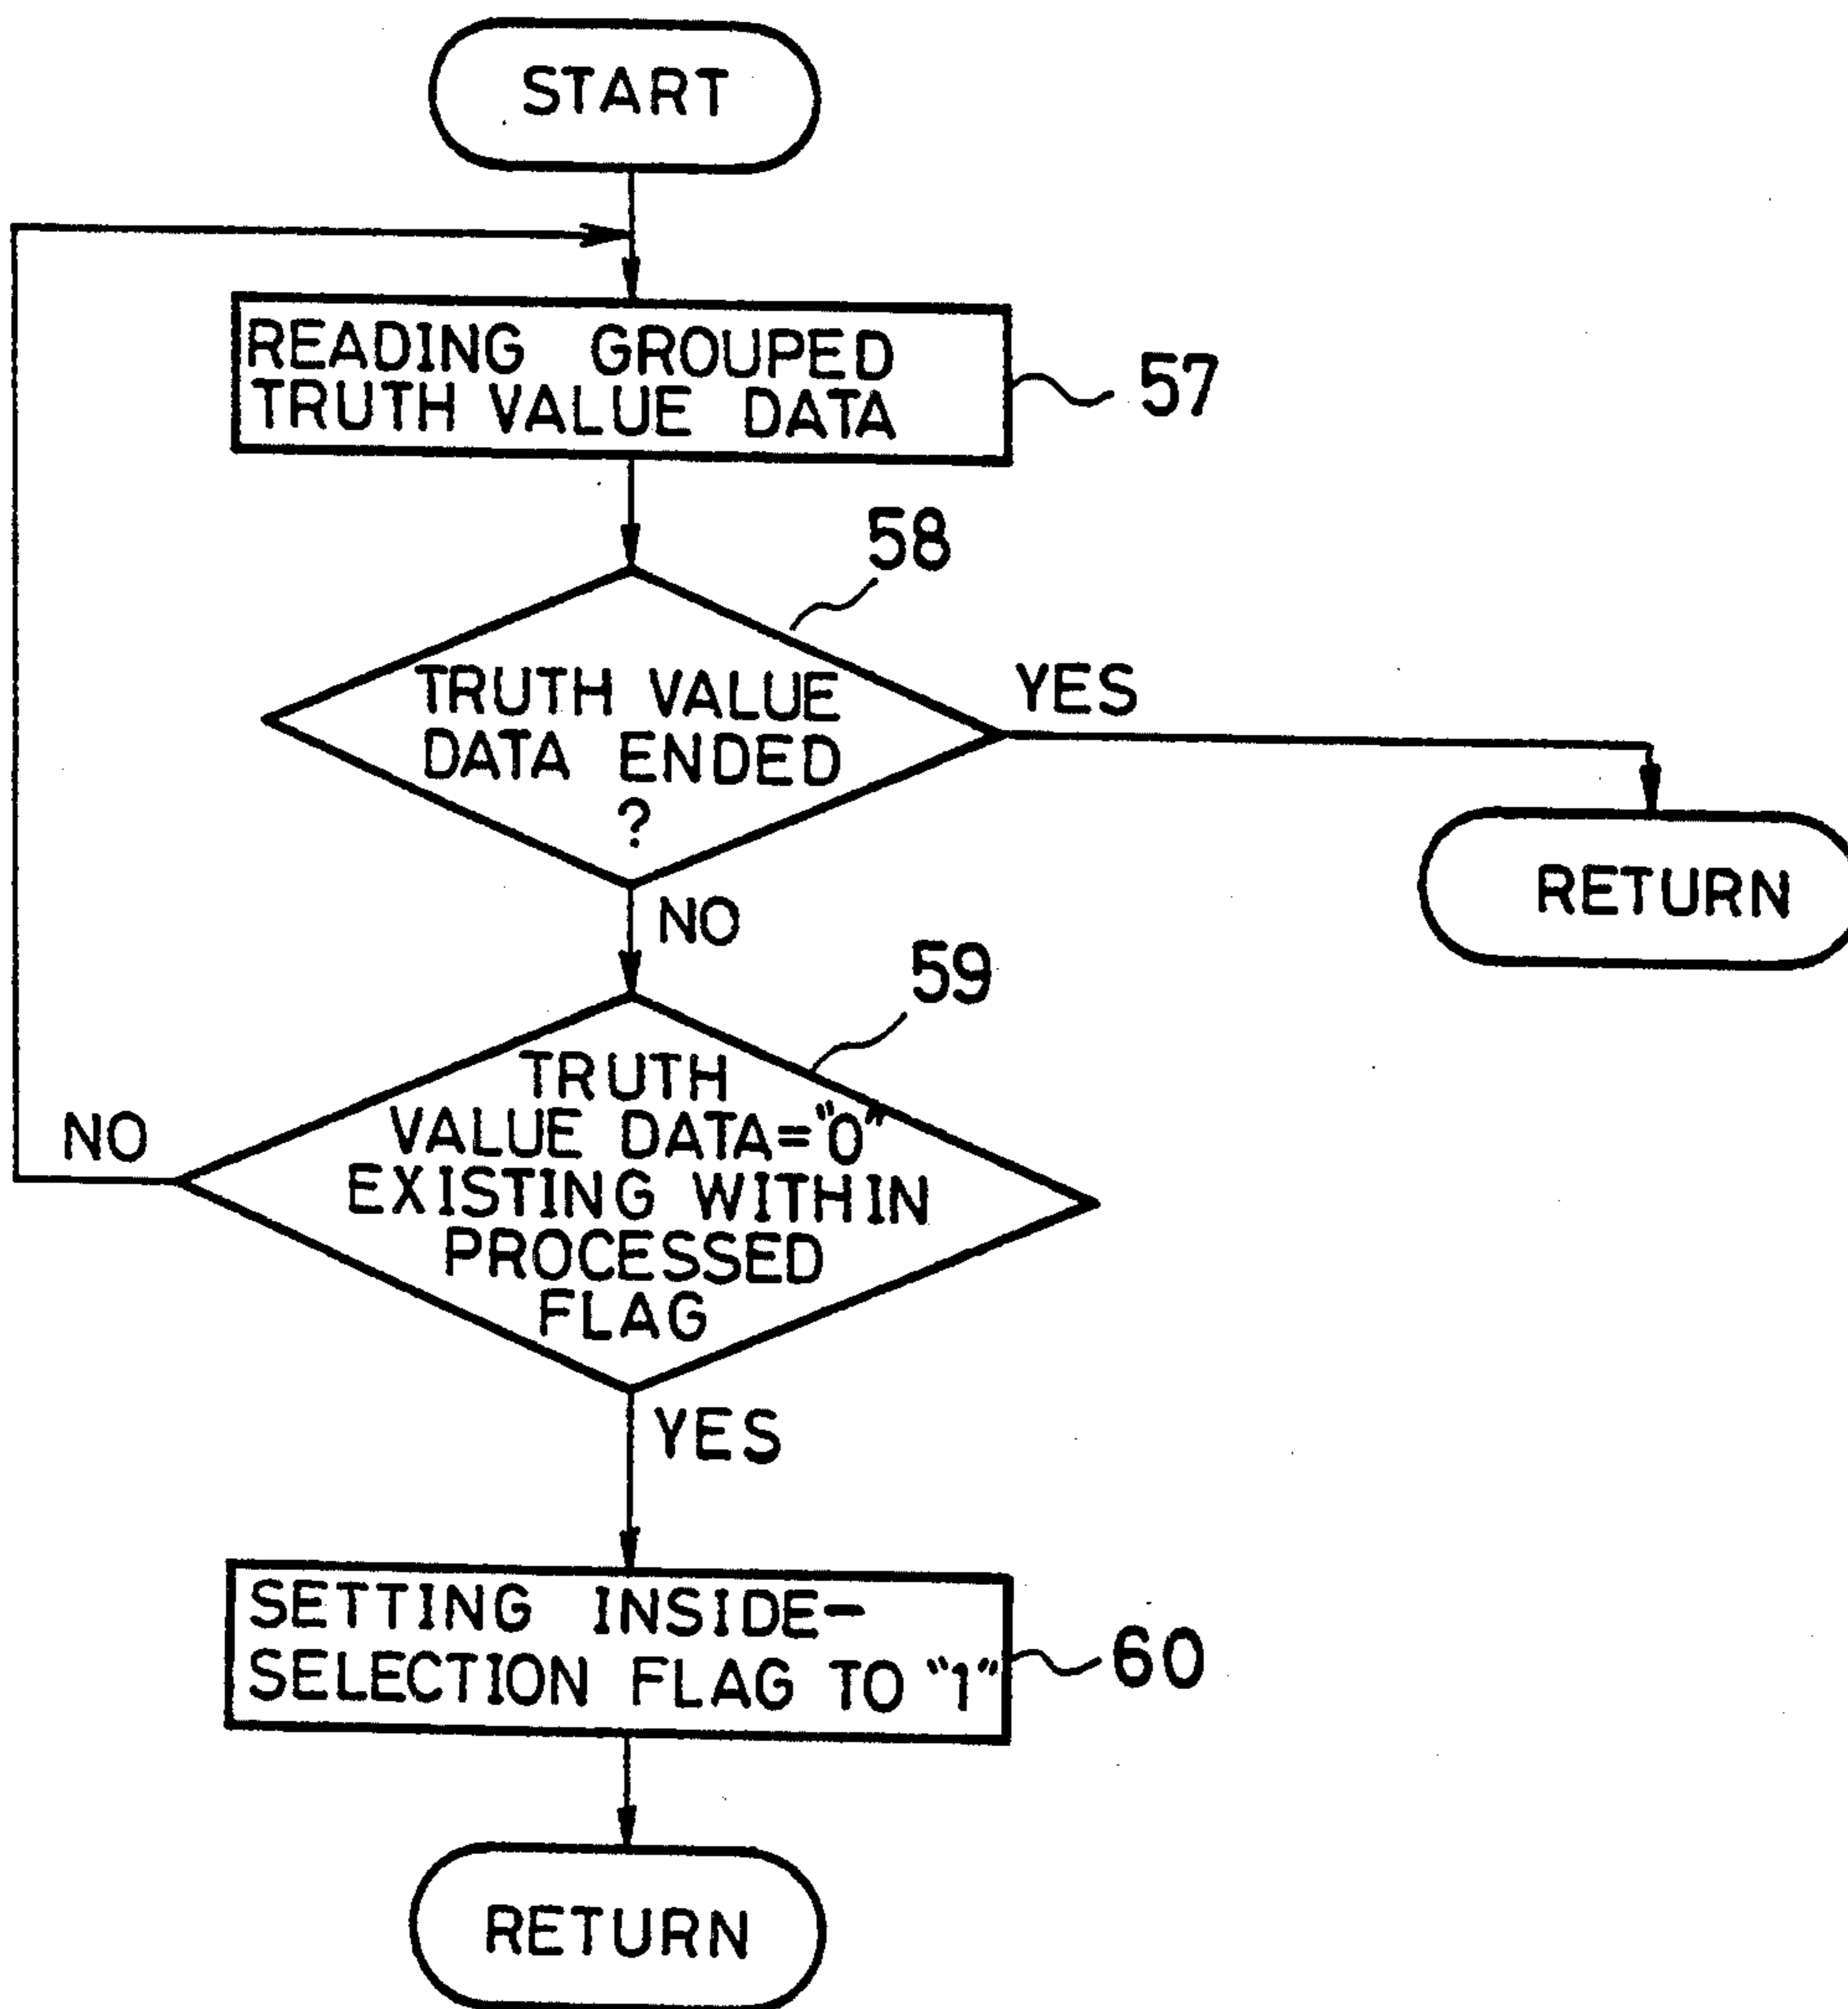 START
READING GROUPED
TRUTH VALUE DATA
57
58
TRUTH VALUE
DATA ENDED
?
YES
RETURN
NO
59
TRUTH
VALUE DATA="0"
EXISTING WITHIN
PROCESSED
FLAG
NO
YES
SETTING INSIDE-
SELECTION FLAG TO "1"
60
RETURN